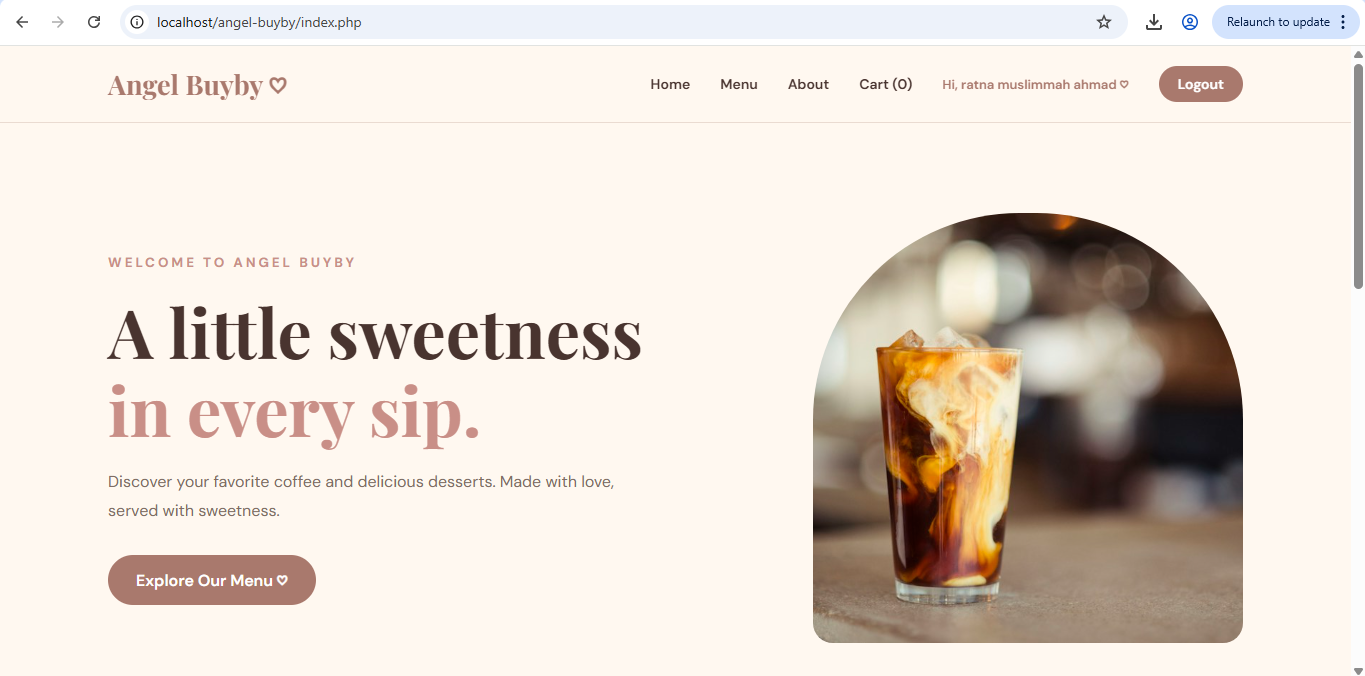 localhost/angel-buyby/index.php
Relaunch to update
Angel Buyby ♡
Home Menu About Cart (0) Hi, ratna muslimmah ahmad ♡ Logout
WELCOME TO ANGEL BUYBY
A little sweetness
in every sip.
Discover your favorite coffee and delicious desserts. Made with love,
served with sweetness.
Explore Our Menu ♡